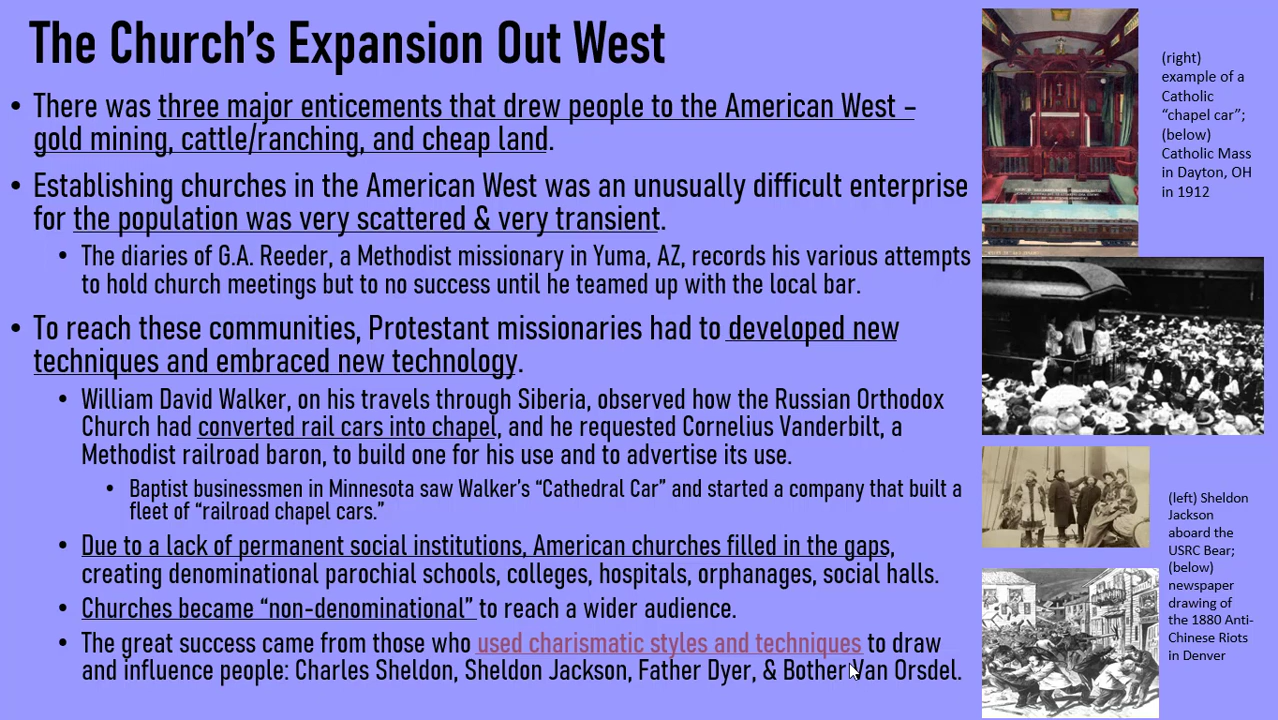 The Church's Expansion Out West
• There was three major enticements that drew people to the American West –
gold mining, cattle/ranching, and cheap land.
• Establishing churches in the American West was an unusually difficult enterprise
for the population was very scattered & very transient.
• The diaries of G.A. Reeder, a Methodist missionary in Yuma, AZ, records his various attempts
to hold church meetings but to no success until he teamed up with the local bar.
• To reach these communities, Protestant missionaries had to developed new
techniques and embraced new technology.
• William David Walker, on his travels through Siberia, observed how the Russian Orthodox
Church had converted rail cars into chapel, and he requested Cornelius Vanderbilt, a
Methodist railroad baron, to build one for his use and to advertise its use.
• Baptist businessmen in Minnesota saw Walker's “Cathedral Car” and started a company that built a
fleet of “railroad chapel cars.”
• Due to a lack of permanent social institutions, American churches filled in the gaps,
creating denominational parochial schools, colleges, hospitals, orphanages, social halls.
• Churches became “non-denominational” to reach a wider audience.
• The great success came from those who used charismatic styles and techniques to draw
and influence people: Charles Sheldon, Sheldon Jackson, Father Dyer, & Bother Van Orsdel.
(right)
example of a
Catholic
“chapel car”;
(below)
Catholic Mass
in Dayton, OH
in 1912
(left) Sheldon
Jackson
aboard the
USRC Bear;
(below)
newspaper
drawing of
the 1880 Anti-
Chinese Riots
in Denver